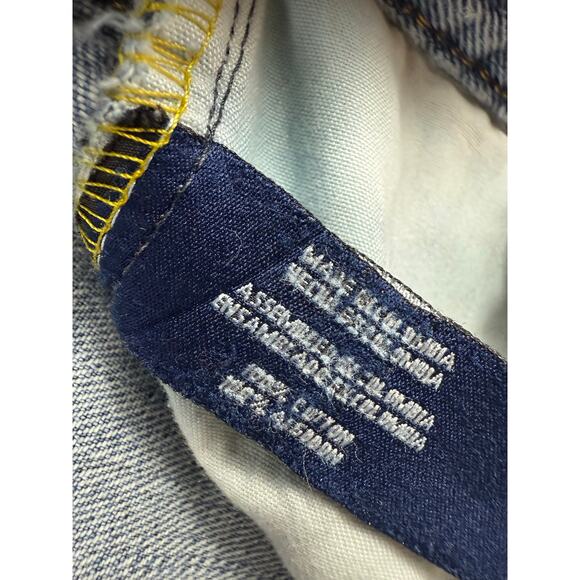 MADE IN COLOMBIA
HECHO EN COLOMBIA
ASSEMBLED IN COLOMBIA
ENSAMBLADO EN COLOMBIA
100% COTTON
100% ALGODON